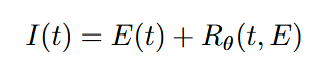 I(t) = E(t) + R_θ(t, E)